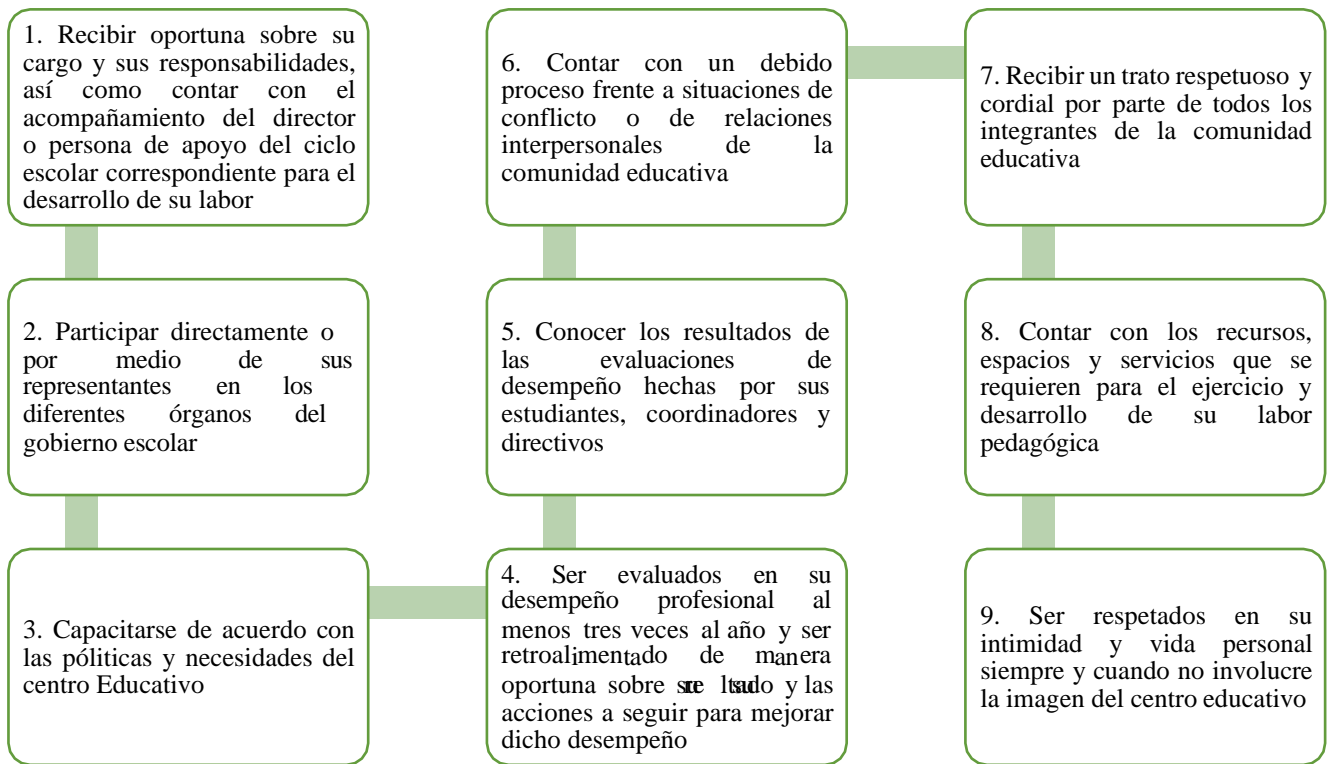 1. Recibir oportuna sobre su
cargo y sus responsabilidades,
así como contar con el
acompañamiento del director
o persona de apoyo del ciclo
escolar correspondiente para el
desarrollo de su labor
2. Participar directamente o
por medio de sus
representantes en los
diferentes órganos del
gobierno escolar
3. Capacitarse de acuerdo con
las póliticas y necesidades del
centro Educativo
4. Ser evaluados en su
desempeño profesional al
menos tres veces al año y ser
retroalimentado de manera
oportuna sobre y las
acciones a seguir para mejorar
dicho desempeño
5. Conocer los resultados de
las evaluaciones de
desempeño hechas por sus
estudiantes, coordinadores y
directivos
6. Contar con un debido
proceso frente a situaciones de
conflicto o de relaciones
interpersonales de la
comunidad educativa
7. Recibir un trato respetuoso y
cordial por parte de todos los
integrantes de la comunidad
educativa
8. Contar con los recursos,
espacios y servicios que se
requieren para el ejercicio y
desarrollo de su labor
pedagógica
9. Ser respetados en su
intimidad y vida personal
siempre y cuando no involucre
la imagen del centro educativo